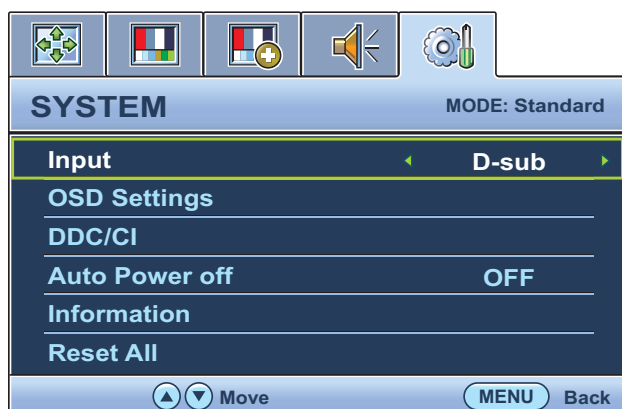 SYSTEM MODE: Standard
Input D-sub
OSD Settings
DDC/CI
Auto Power off OFF
Information
Reset All
Move MENU Back